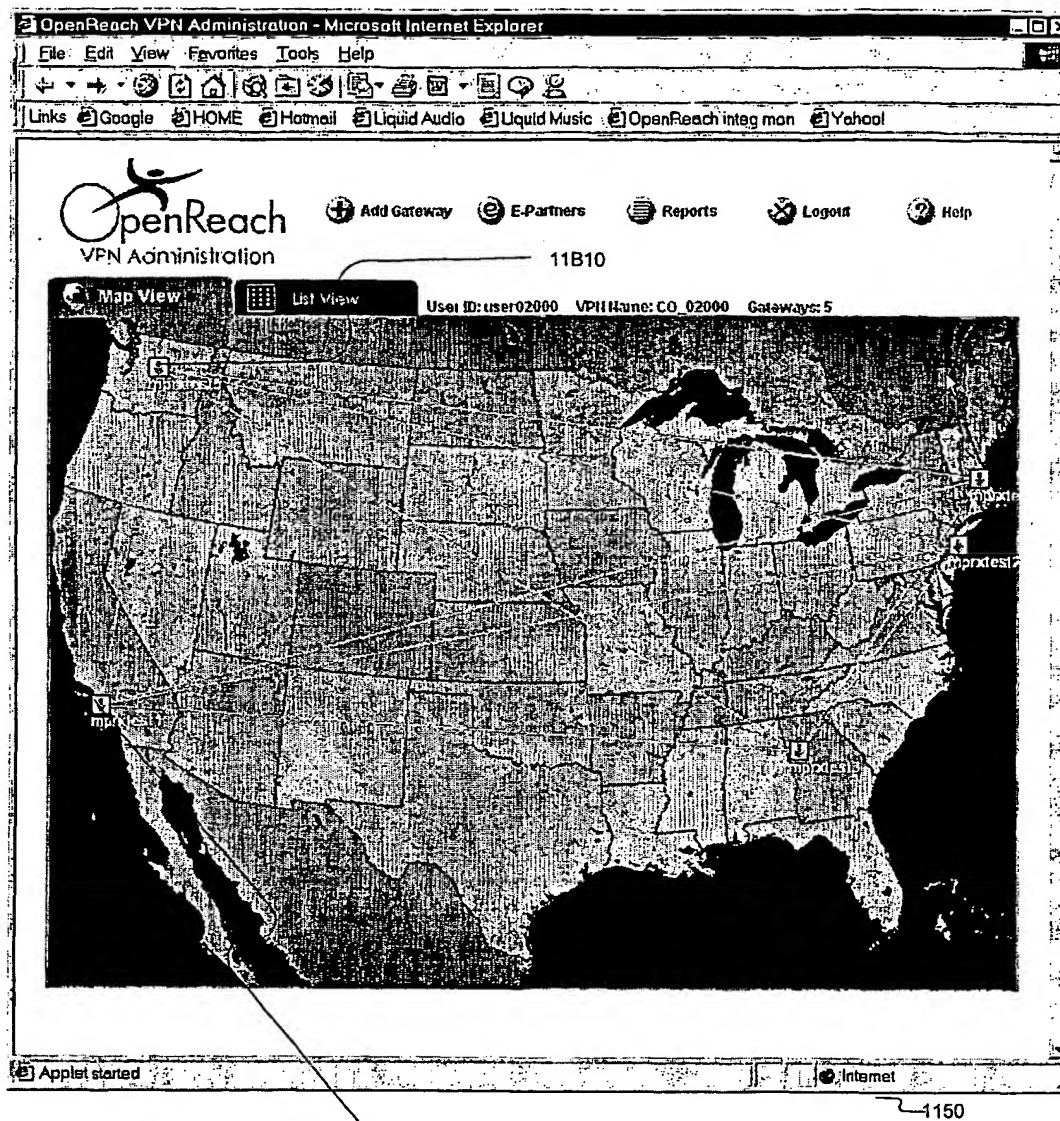 OpenReach VPN Administration - Microsoft Internet Explorer
File Edit View Favorites Tools Help
Links Google HOME Hotmail Liquid Audio Liquid Music OpenReach integ mon Yahoo!
OpenReach
VPN Administration
Add Gateway E-Partners Reports Logout Help
11B10
Map View List View User ID: user02000 VPN Name: CO_02000 Gateways: 5
mprxtes
mprxtest2
Applet started Internet
1150